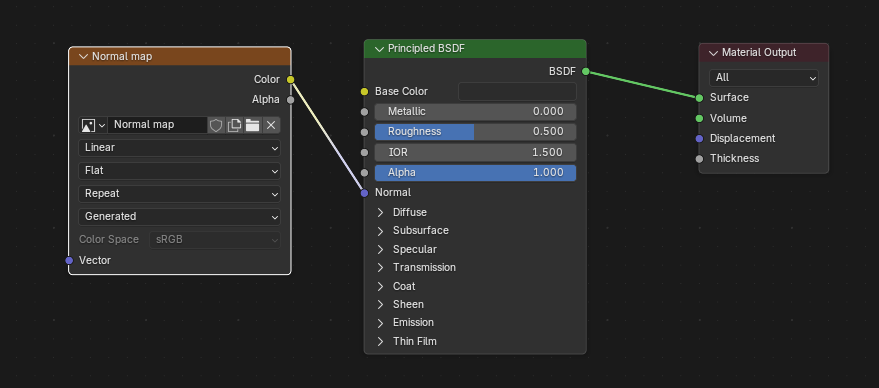 Normal map
Color
Alpha
Normal map
Linear
Flat
Repeat
Generated
Color Space sRGB
Vector
Principled BSDF
BSDF
Base Color
Metallic 0.000
Roughness 0.500
IOR 1.500
Alpha 1.000
Normal
Diffuse
Subsurface
Specular
Transmission
Coat
Sheen
Emission
Thin Film
Material Output
All
Surface
Volume
Displacement
Thickness